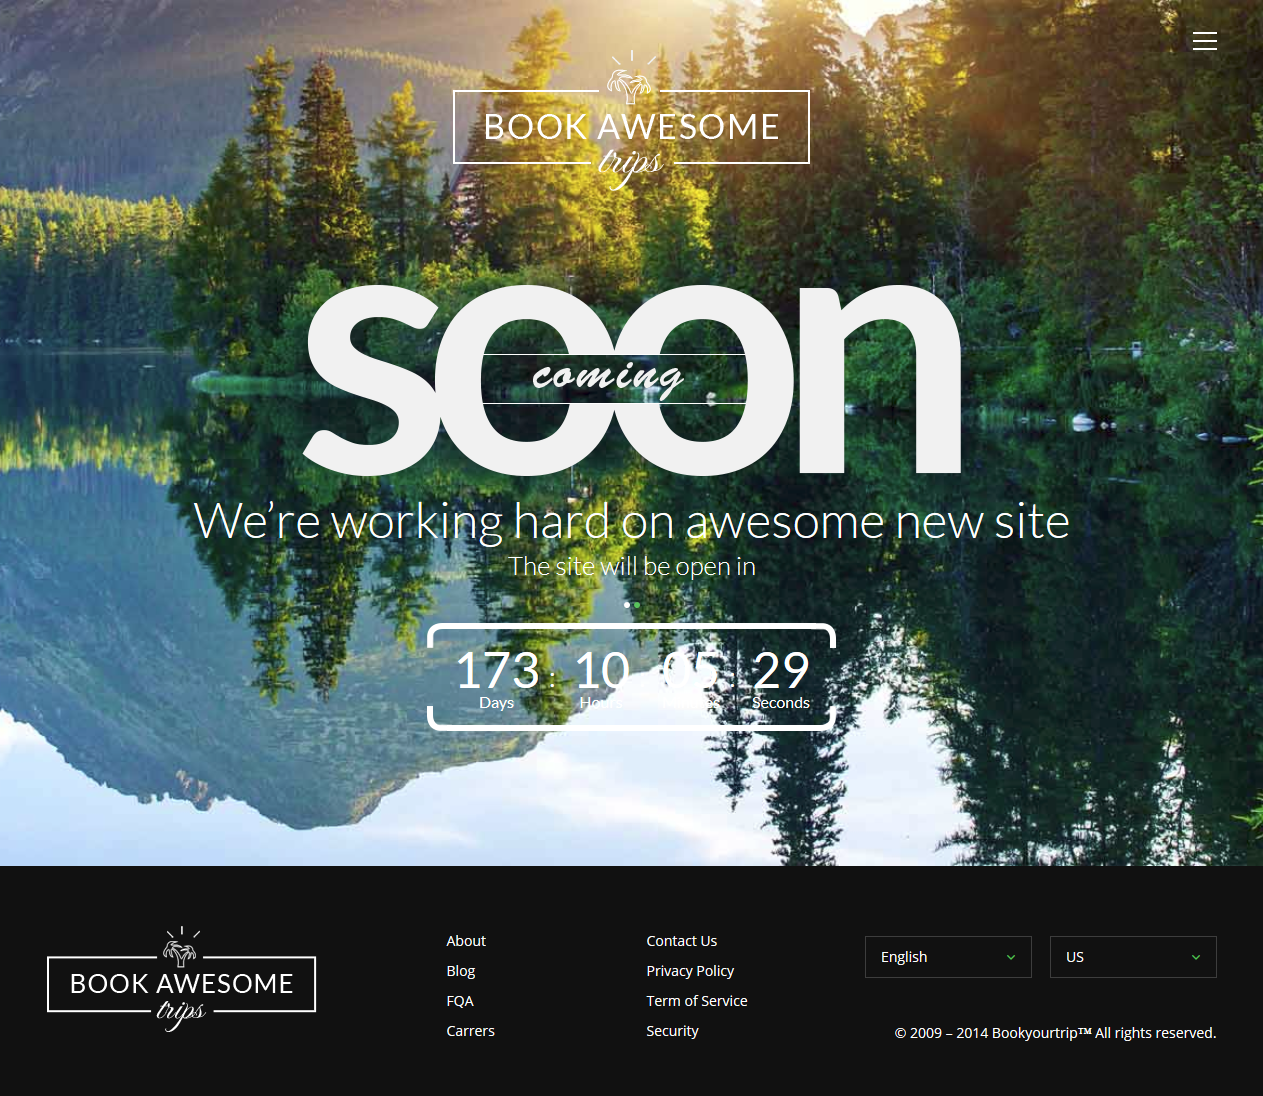 BOOK AWESOME
trips
soon
coming
We're working hard on awesome new site
The site will be open in
173 : 10 05 29
Days Hours Minutes Seconds
BOOK AWESOME
trips
About
Blog
FQA
Carrers
Contact Us
Privacy Policy
Term of Service
Security
English
US
© 2009 – 2014 Bookyourtrip™ All rights reserved.